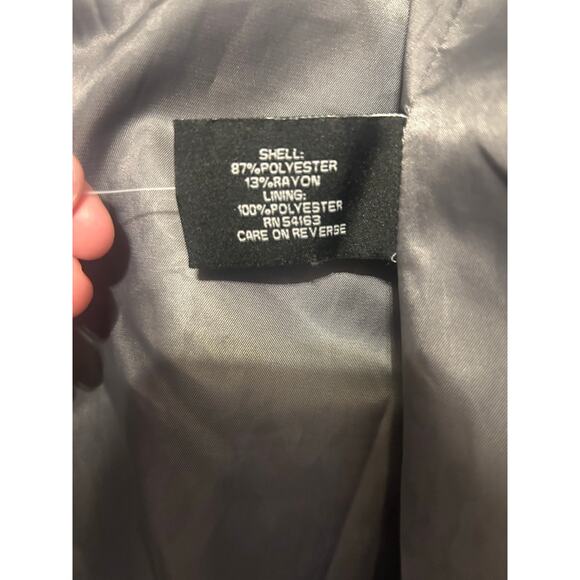 SHELL:
87%POLYESTER
13%RAYON
LINING:
100%POLYESTER
RN 54163
CARE ON REVERSE